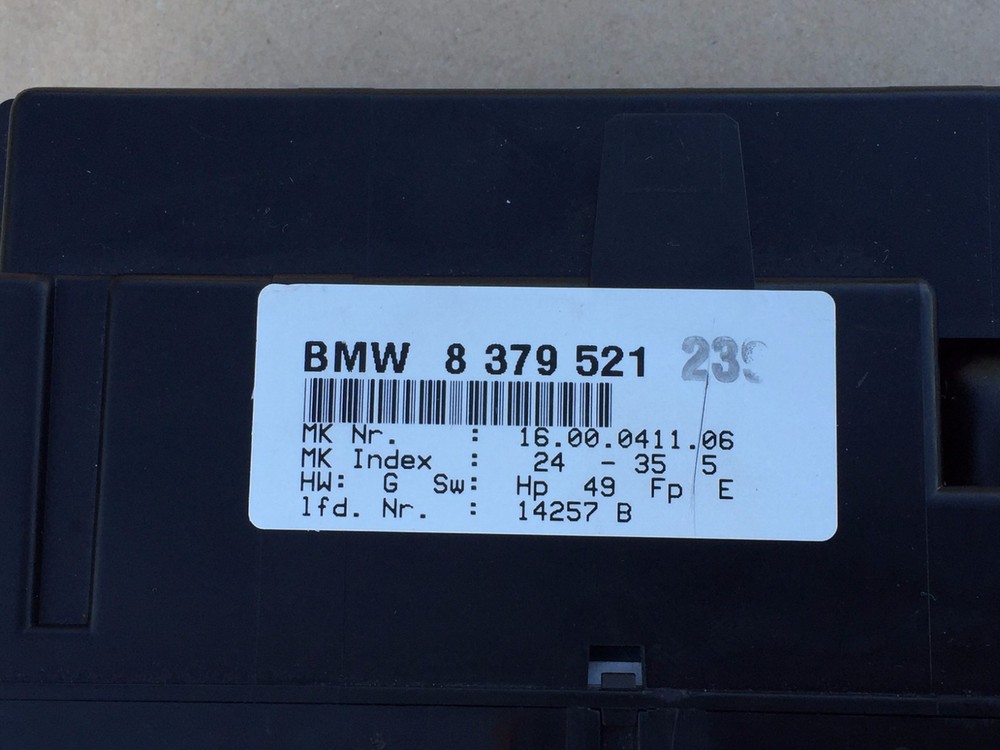 BMW 8 379 521 23
MK Nr. : 16.00.0411.06
MK Index : 24 - 35 5
HW: G Sw: Hp 49 Fp E
lfd. Nr. : 14257 B